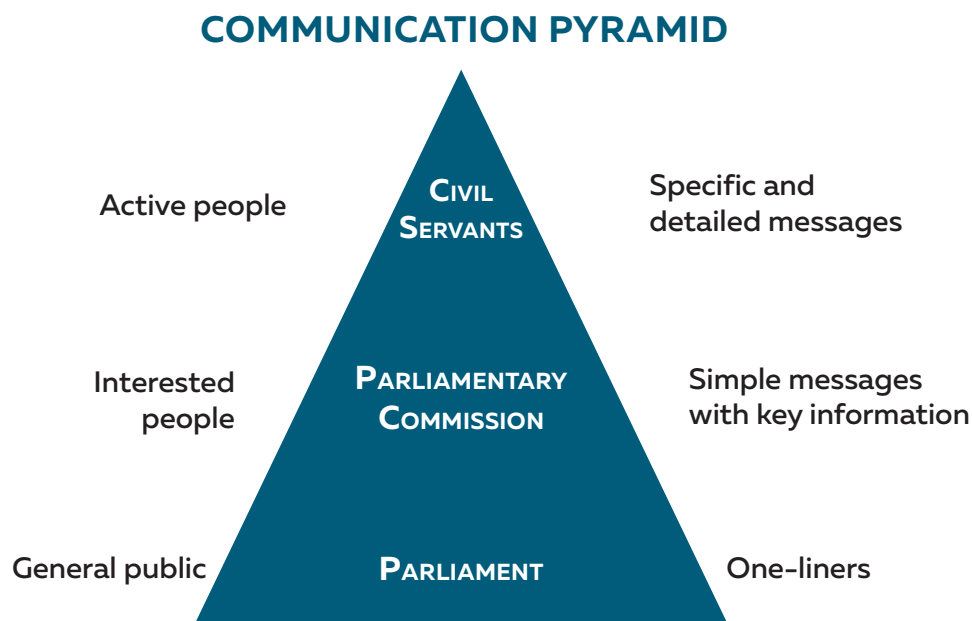 COMMUNICATION PYRAMID
Active people
CIVIL
SERVANTS
Specific and
detailed messages
Interested
people
PARLIAMENTARY
COMMISSION
Simple messages
with key information
General public
PARLIAMENT
One-liners